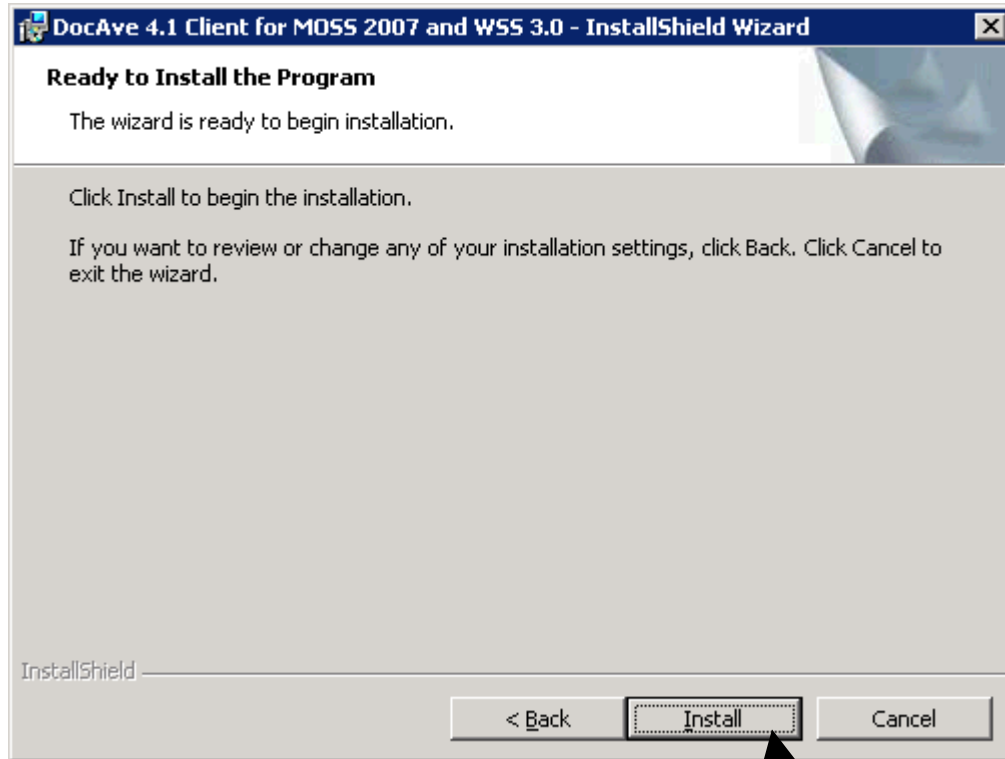 DocAve 4.1 Client for MOSS 2007 and WSS 3.0 - InstallShield Wizard
Ready to Install the Program
The wizard is ready to begin installation.
Click Install to begin the installation.
If you want to review or change any of your installation settings, click Back. Click Cancel to
exit the wizard.
InstallShield
< Back Install Cancel